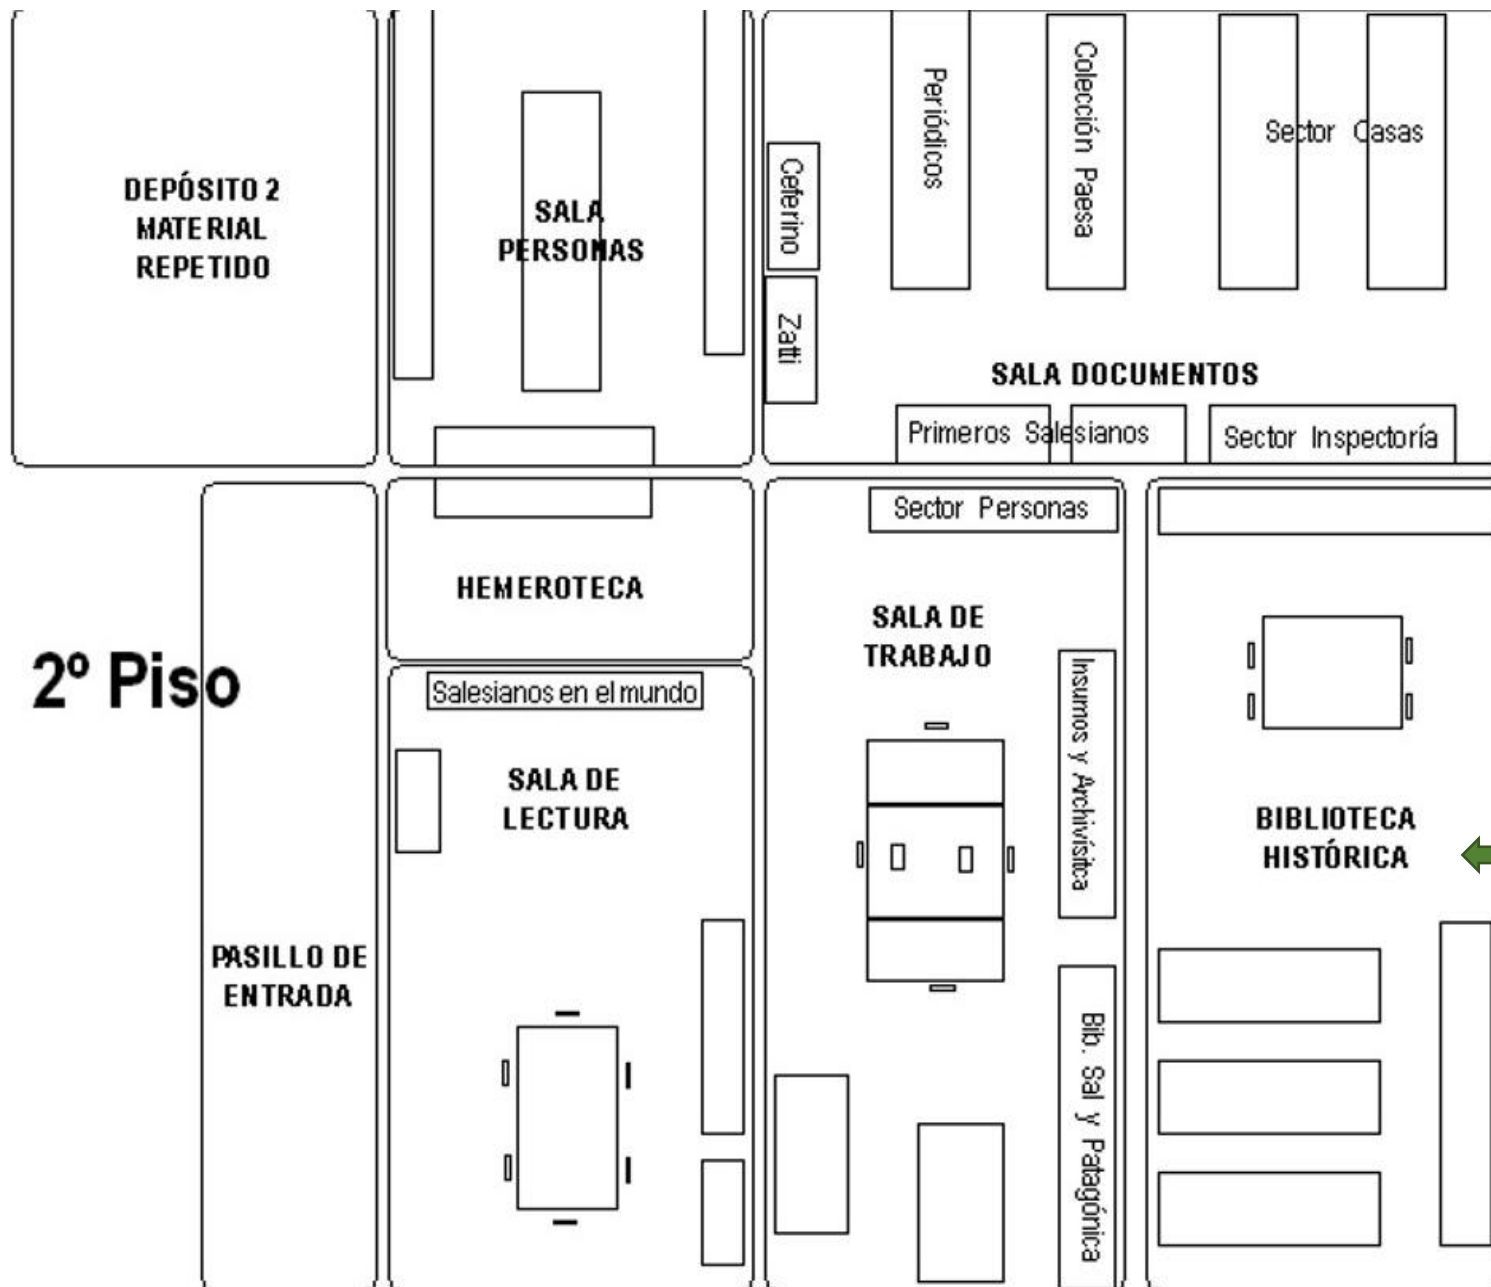 DEPÓSITO 2
MATERIAL
REPETIDO
SALA
PERSONAS
Ceferino
Zatti
Periódicos
Colección Paesa
Sector Casas
SALA DOCUMENTOS
Primeros Salesianos
Sector Inspectoría
2º Piso
PASILLO DE
ENTRADA
HEMEROTECA
Salesianos en el mundo
SALA DE
LECTURA
Sector Personas
SALA DE
TRABAJO
Insumos y Archivísitca
Bib. Sal y Patagónica
BIBLIOTECA
HISTÓRICA